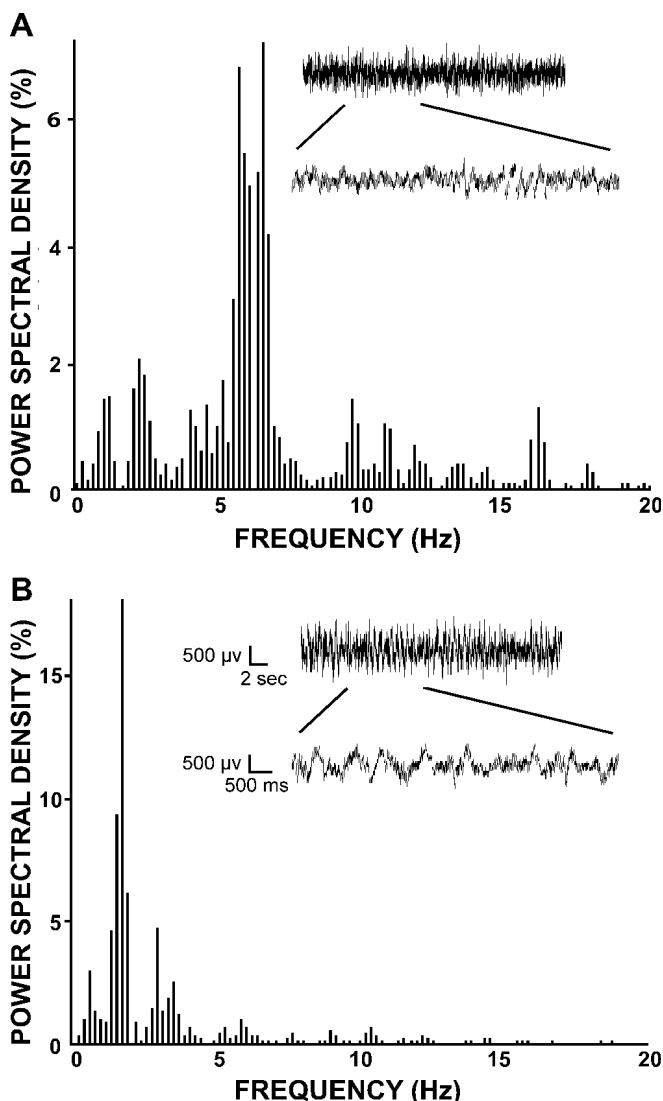 A
POWER SPECTRAL DENSITY (%)
6
4
2
0
0 5 10 15 20
FREQUENCY (Hz)
B
POWER SPECTRAL DENSITY (%)
15
10
5
0
500 µv
2 sec
500 µv
500 ms
0 5 10 15 20
FREQUENCY (Hz)